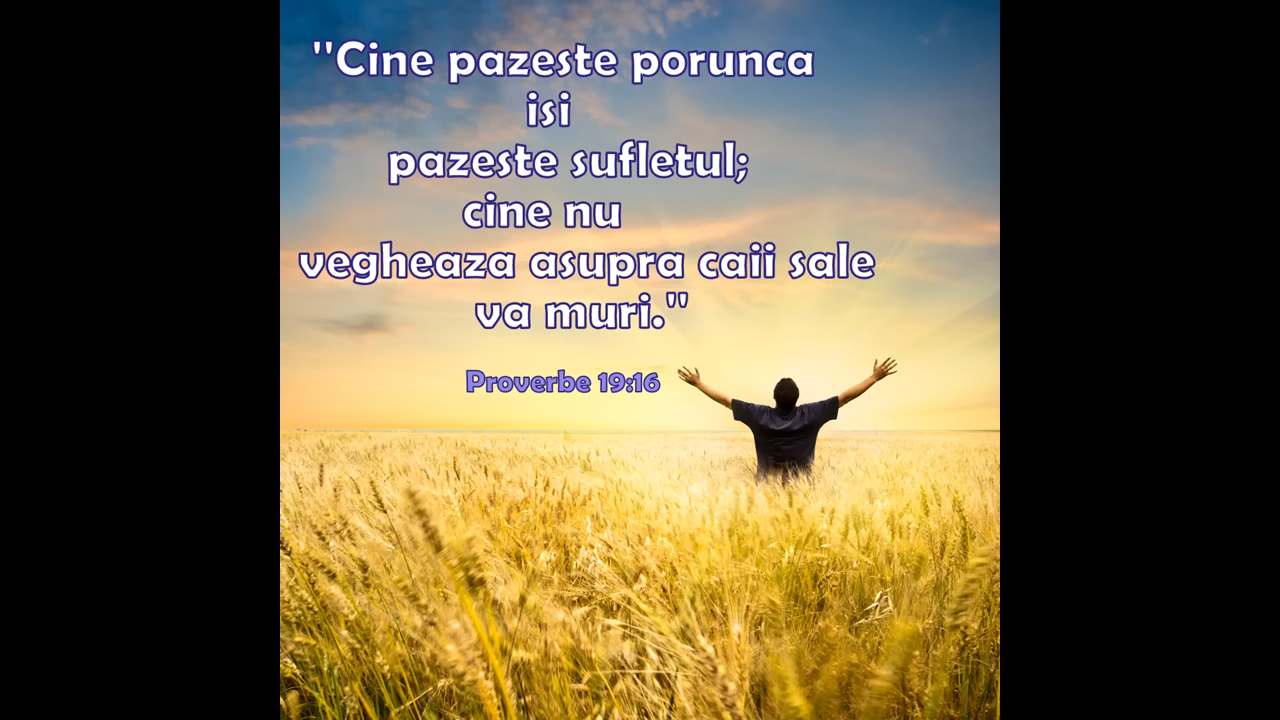 "Cine pazeste porunca
isi
pazeste sufletul;
cine nu
vegheaza asupra caii sale
va muri."
Proverbe 19:16